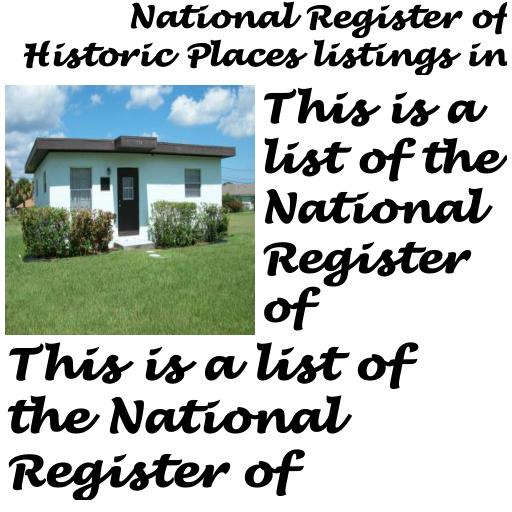 National Register of
Historic Places listings in
This is a
list of the
National
Register
of
This is a list of
the National
Register of